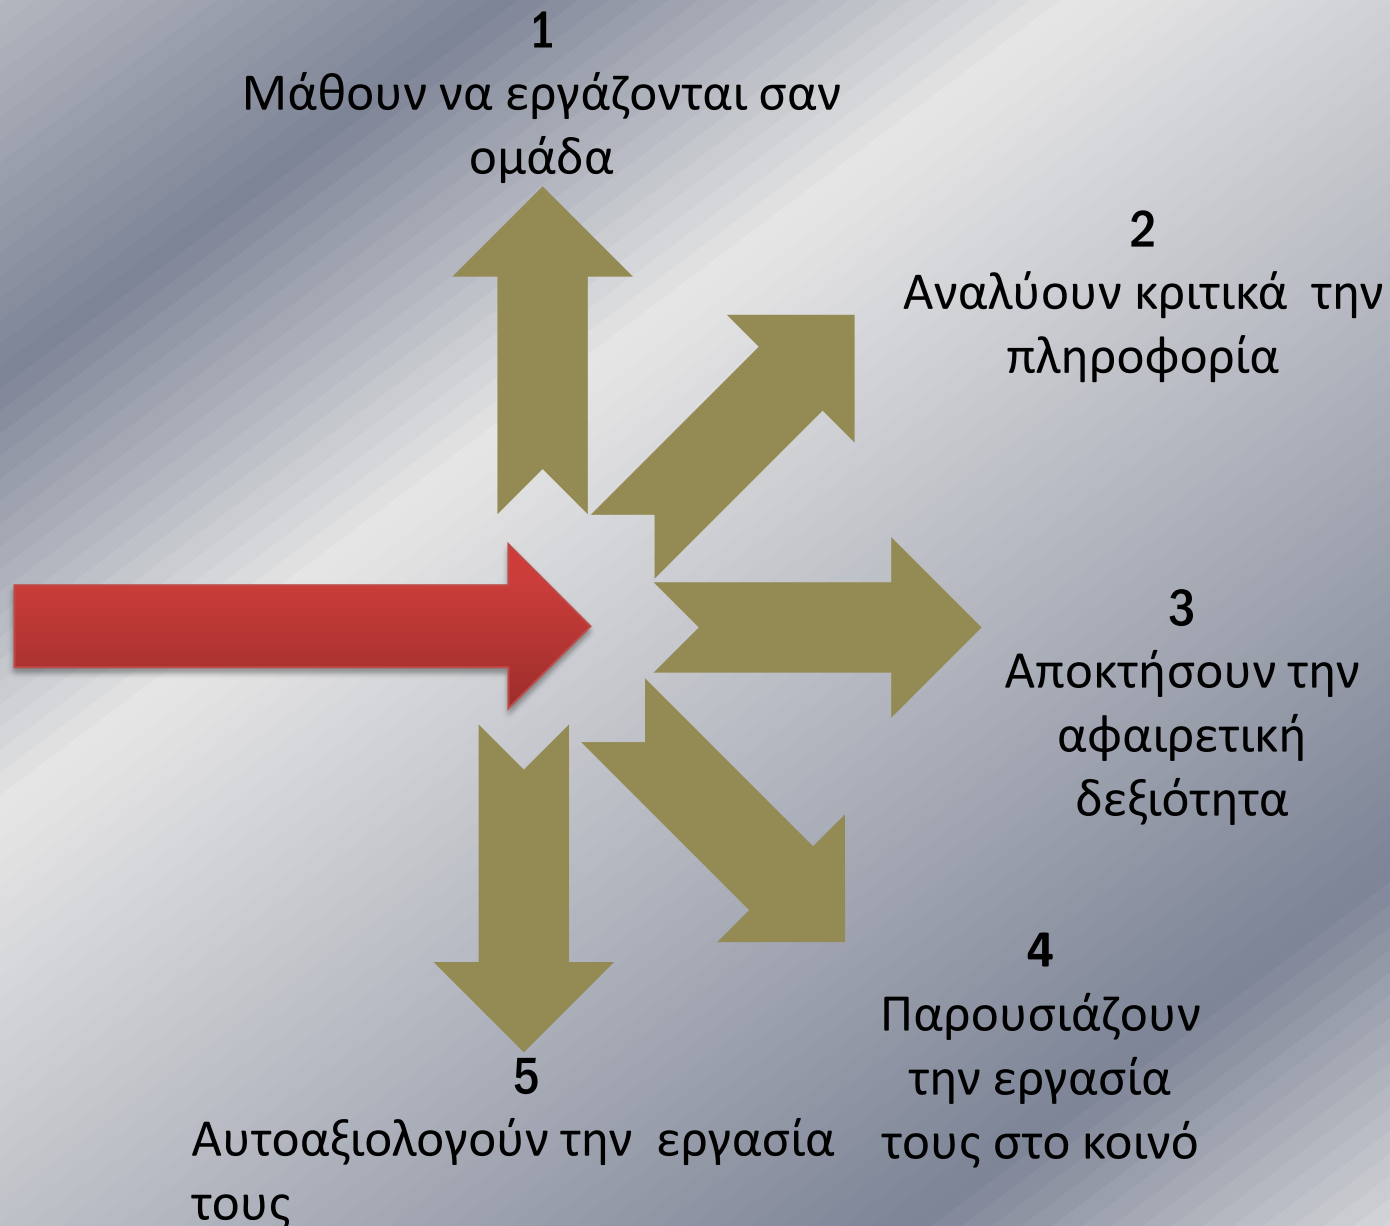 1
Μάθουν να εργάζονται σαν
ομάδα
2
Αναλύουν κριτικά την
πληροφορία
3
Αποκτήσουν την
αφαιρετική
δεξιότητα
4
Παρουσιάζουν
την εργασία
τους στο κοινό
5
Αυτοαξιολογούν την εργασία
τους